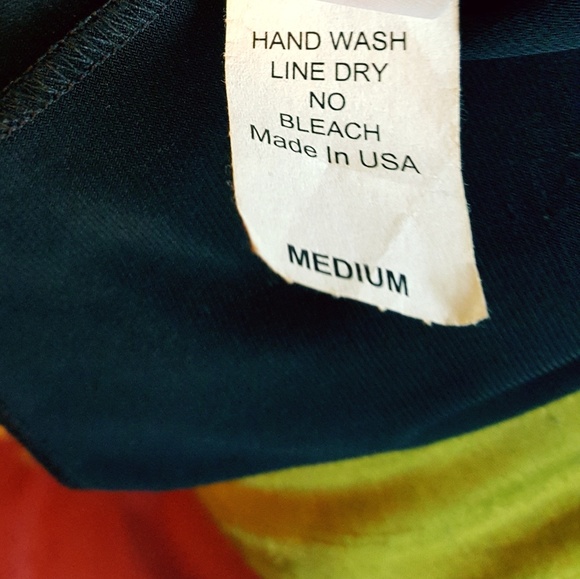 HAND WASH
LINE DRY
NO
BLEACH
Made In USA
MEDIUM